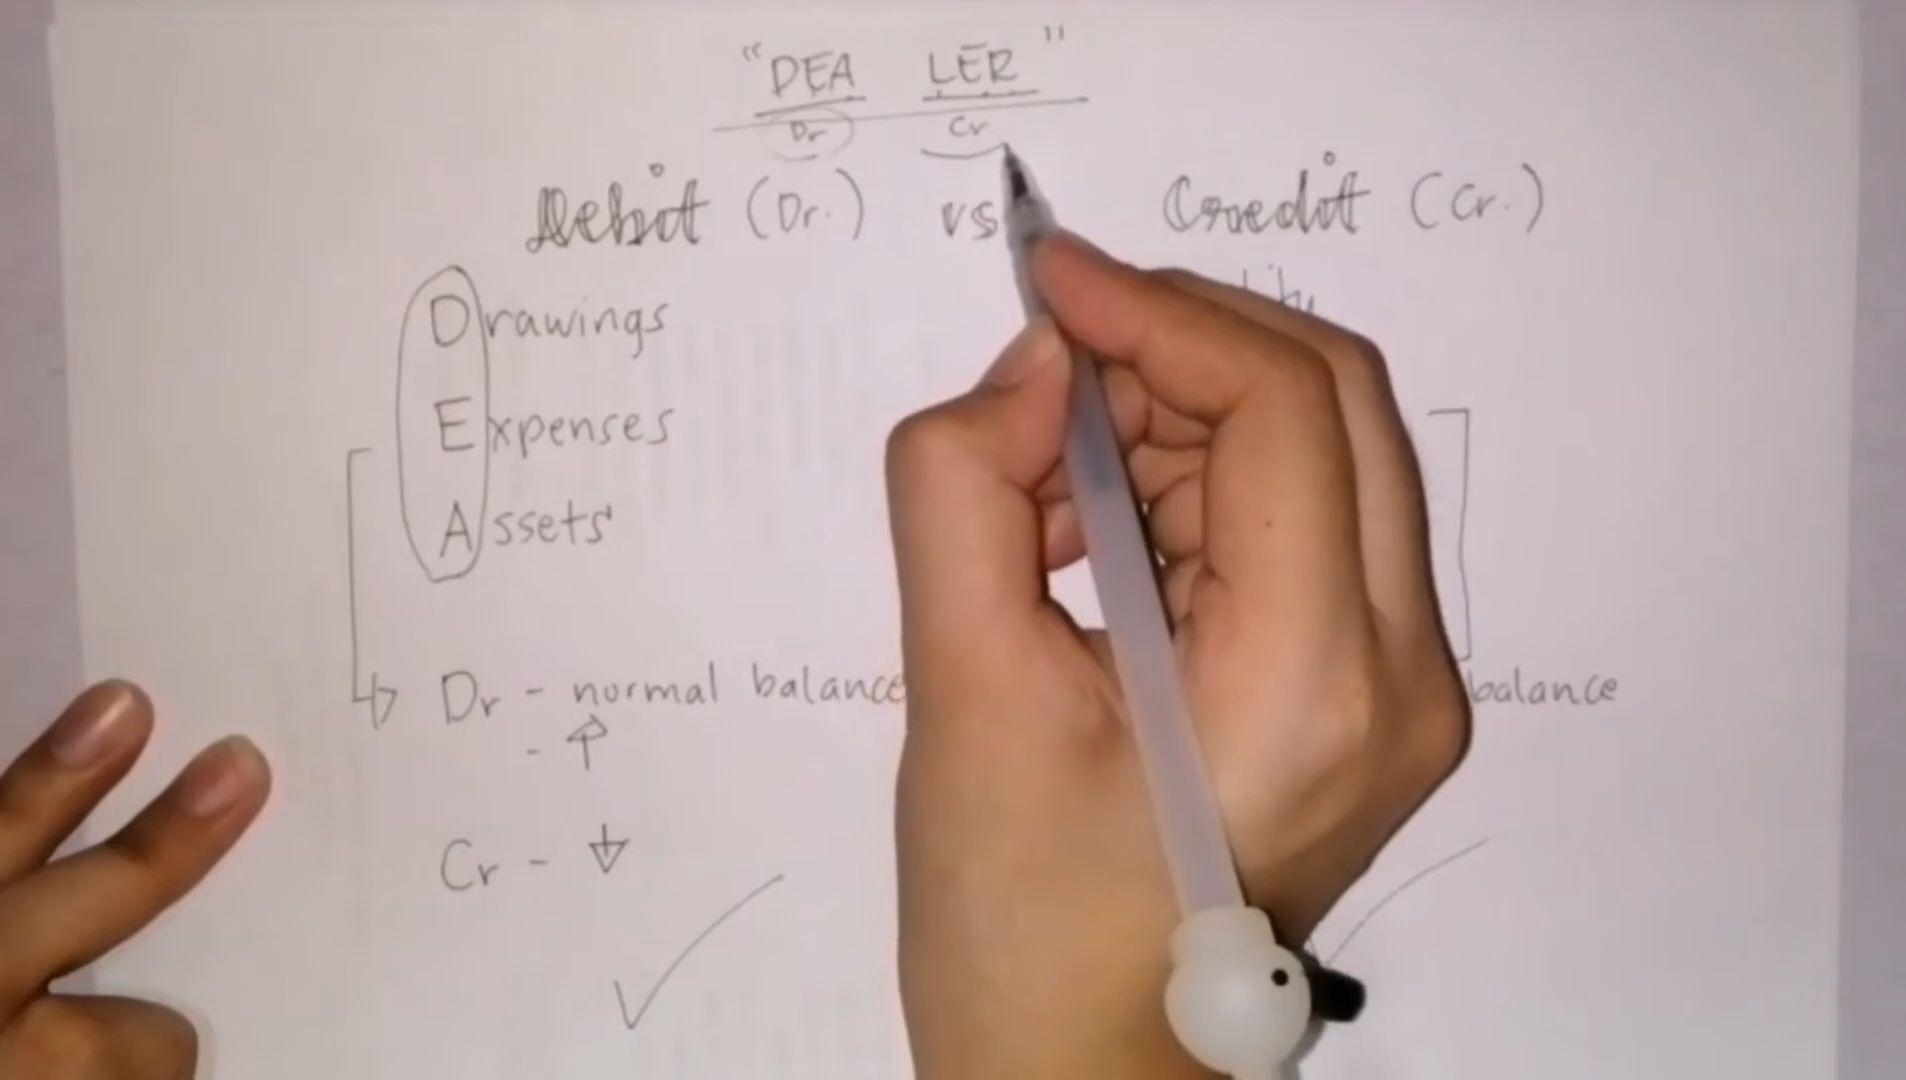 "DEA LER"
Dr Cr
Debit (Dr.) vs Credit (Cr.)
Drawings
Expenses
Assets
Dr - normal balance balance
- ↑
Cr - ↓